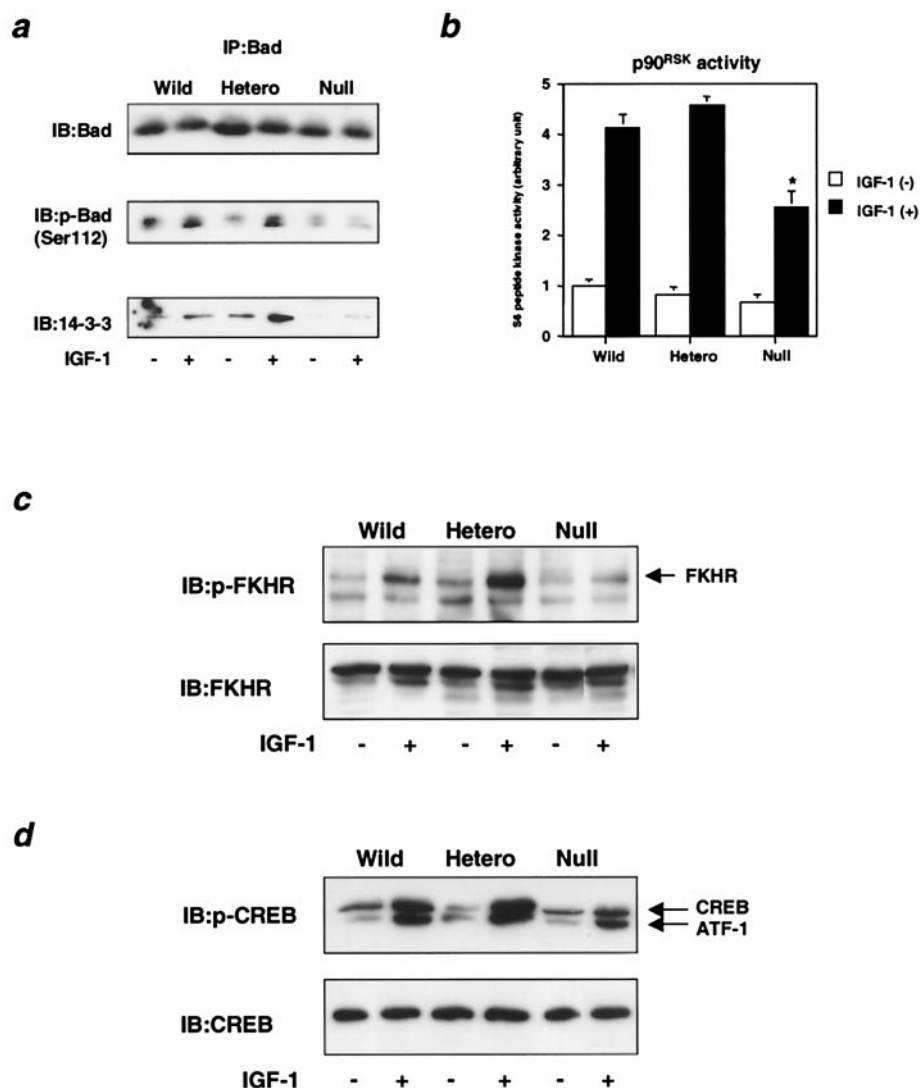 a
IP:Bad
Wild Hetero Null
IB:Bad
IB:p-Bad
(Ser112)
IB:14-3-3
IGF-1 - + - + - +
b
p90RSK activity
S6 peptide kinase activity (arbitrary unit)
5
4
3
2
1
0
Wild Hetero Null
*
IGF-1 (-)
IGF-1 (+)
c
Wild Hetero Null
IB:p-FKHR
FKHR
IB:FKHR
IGF-1 - + - + - +
d
Wild Hetero Null
IB:p-CREB
CREB
ATF-1
IB:CREB
IGF-1 - + - + - +